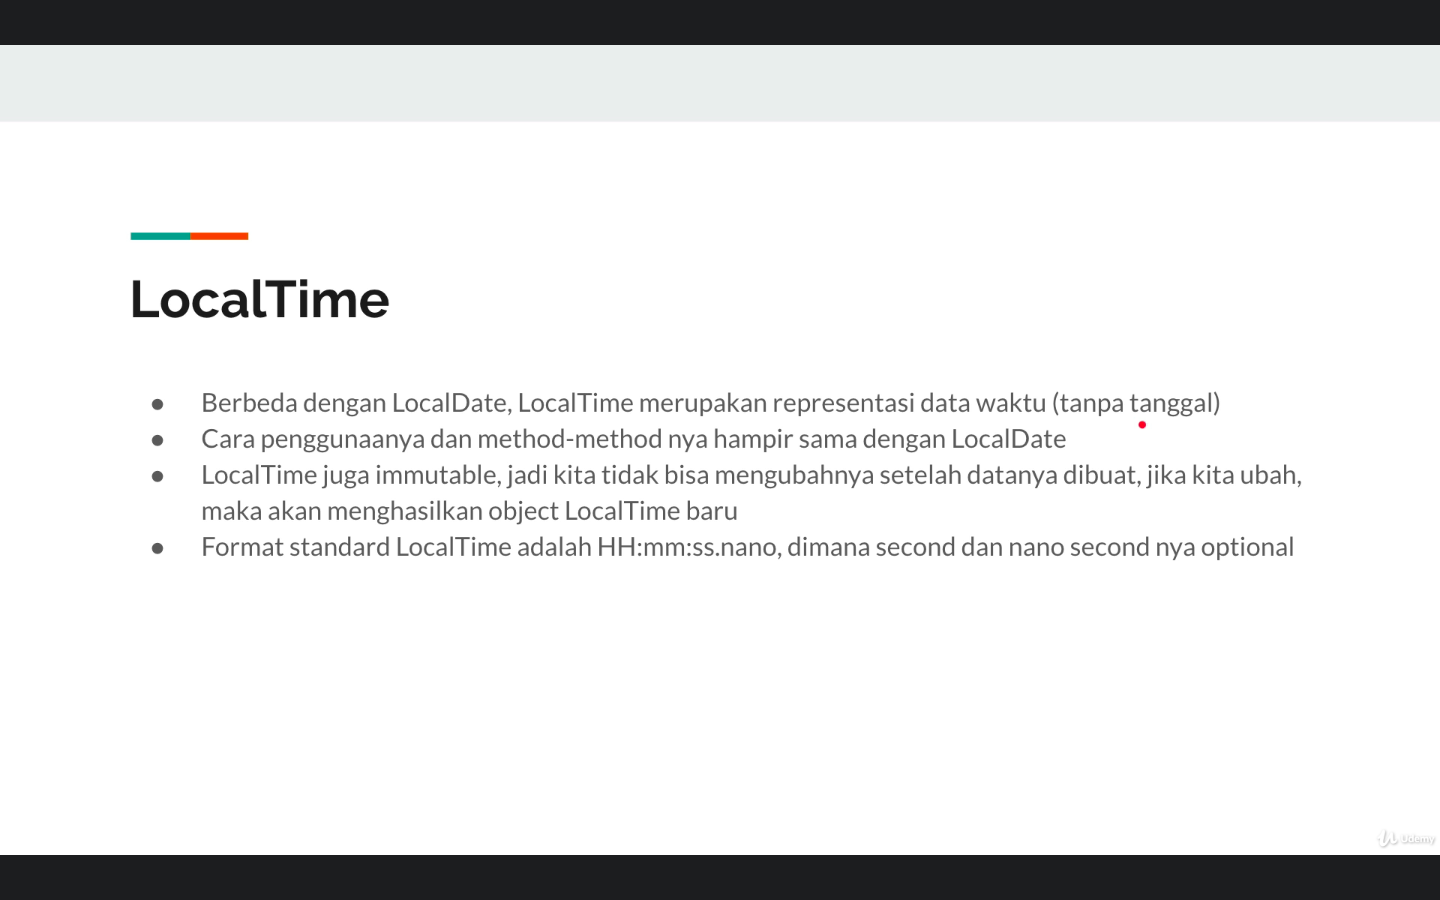 LocalTime
● Berbeda dengan LocalDate, LocalTime merupakan representasi data waktu (tanpa tanggal)
● Cara penggunaanya dan method-method nya hampir sama dengan LocalDate
● LocalTime juga immutable, jadi kita tidak bisa mengubahnya setelah datanya dibuat, jika kita ubah,
maka akan menghasilkan object LocalTime baru
● Format standard LocalTime adalah HH:mm:ss.nano, dimana second dan nano second nya optional
Udemy